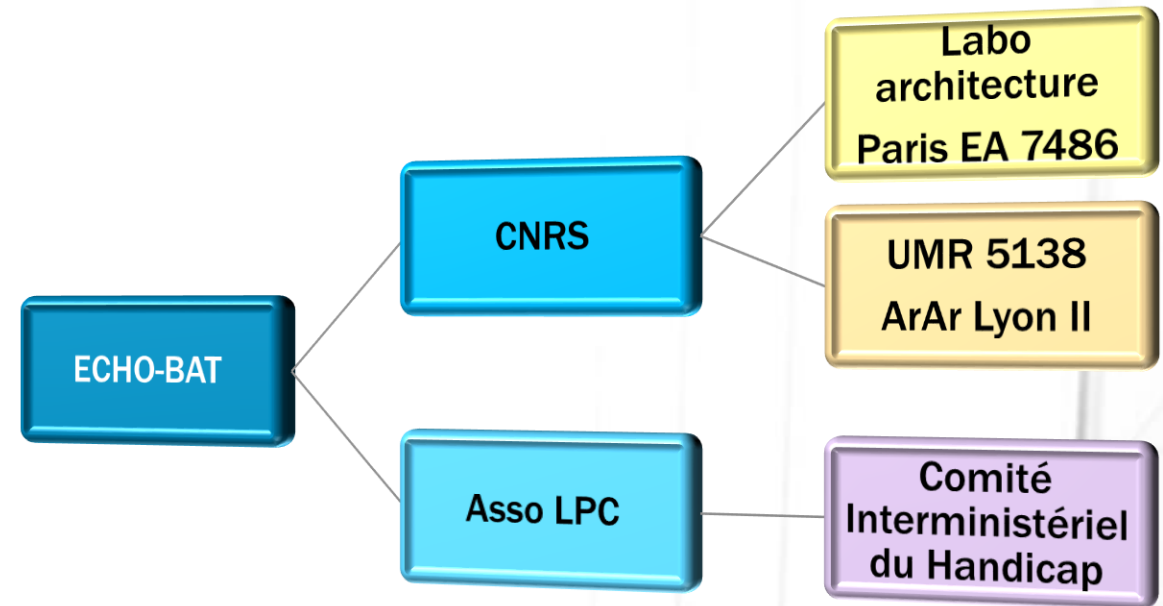 ECHO-BAT
CNRS
Labo
architecture
Paris EA 7486
UMR 5138
ArAr Lyon II
Asso LPC
Comité
Interministériel
du Handicap